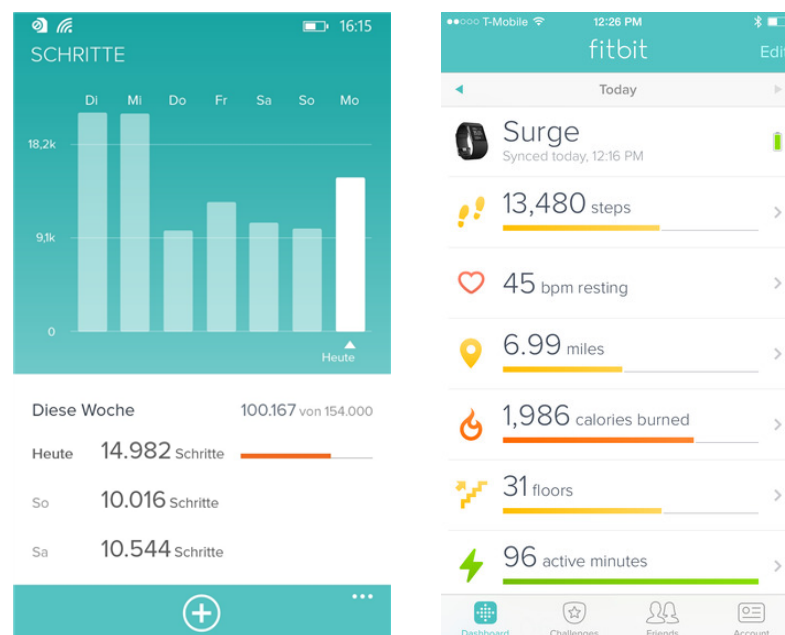 16:15
SCHRITTE
Di Mi Do Fr Sa So Mo
18,2k
9,1k
0
Heute
Diese Woche 100.167 von 154.000
Heute 14.982 Schritte
So 10.016 Schritte
Sa 10.544 Schritte
T-Mobile 12:26 PM
fitbit Edi
Today
Surge
Synced today, 12:16 PM
13,480 steps
45 bpm resting
6.99 miles
1,986 calories burned
31 floors
96 active minutes
Dashboard Challenges Friends Account